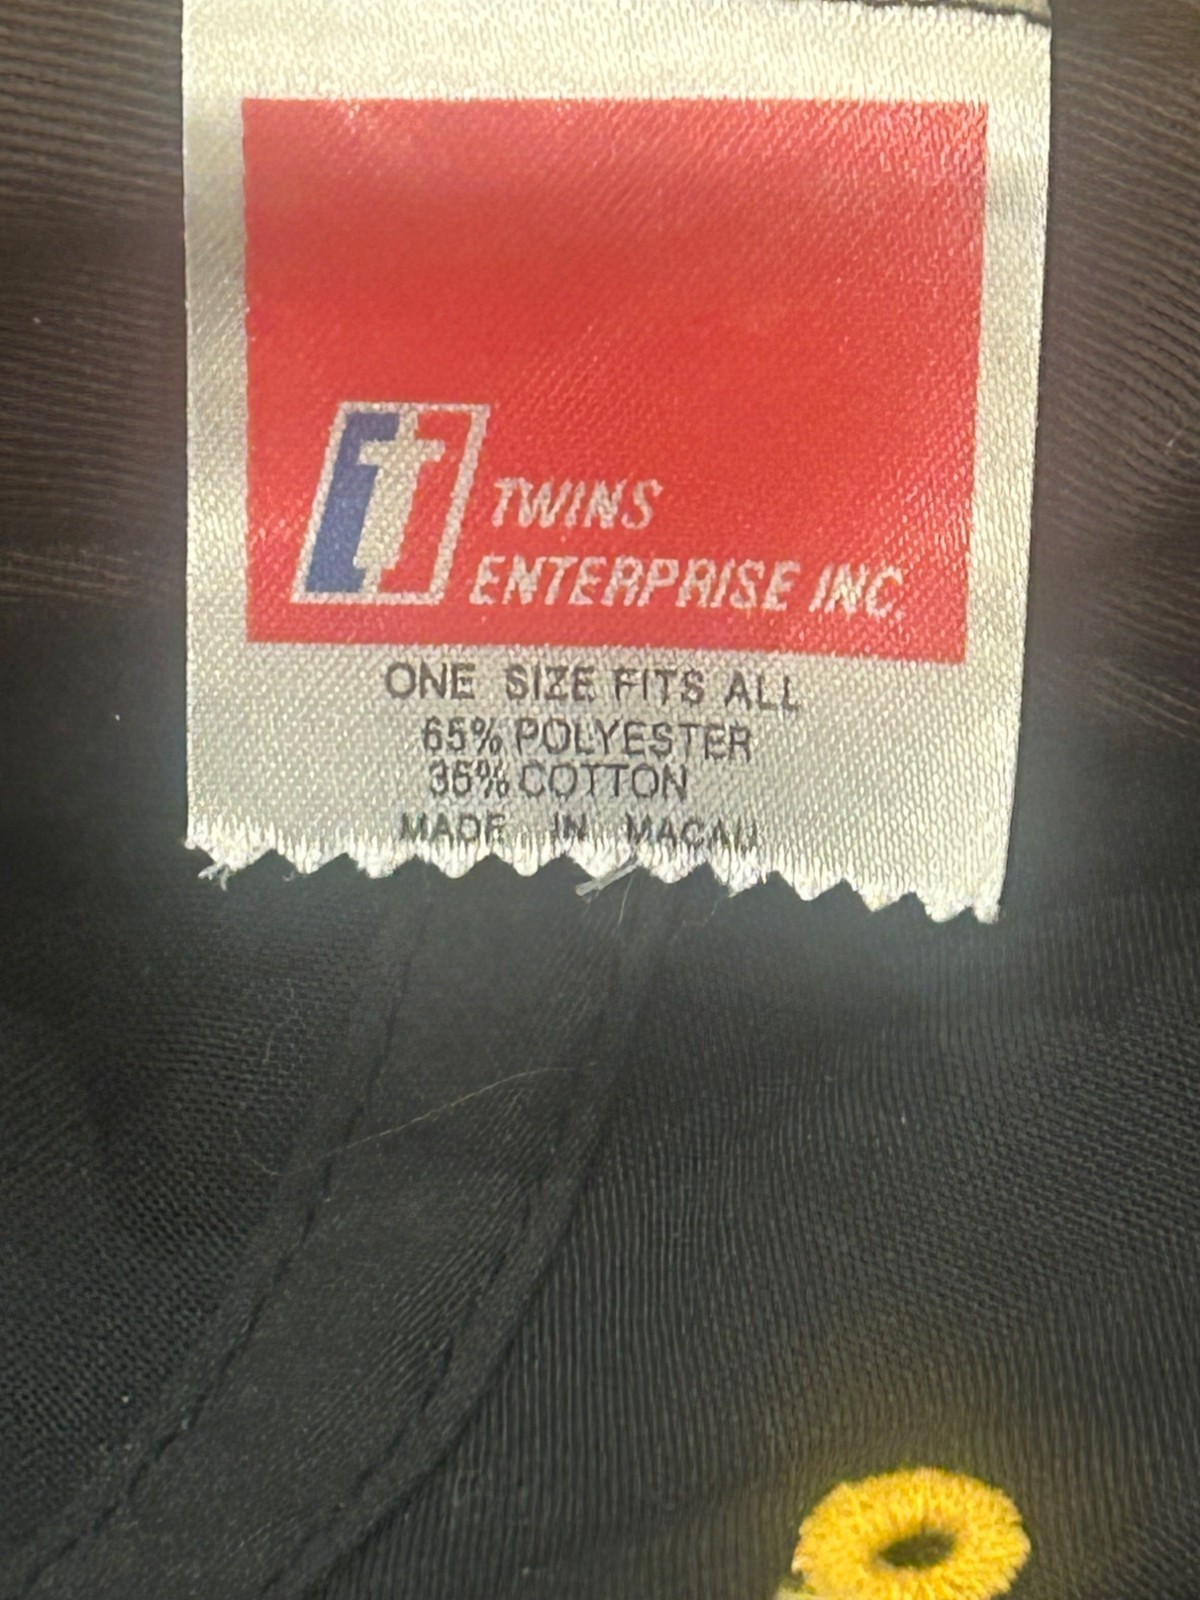 TWINS
ENTERPRISE INC.
ONE SIZE FITS ALL
65% POLYESTER
35% COTTON
MADE IN MACAU